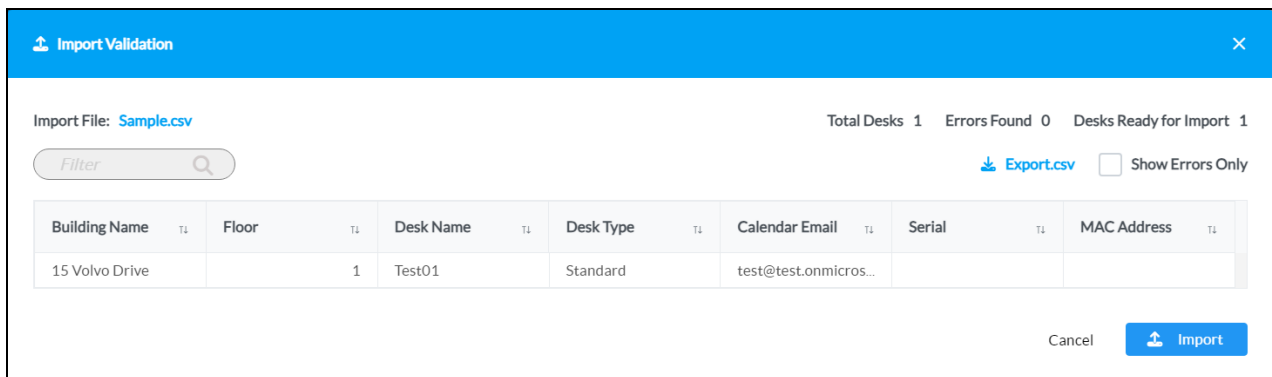 Import Validation
Import File: Sample.csv Total Desks 1 Errors Found 0 Desks Ready for Import 1
Filter Export.csv Show Errors Only
Building Name Floor Desk Name Desk Type Calendar Email Serial MAC Address
15 Volvo Drive 1 Test01 Standard test@test.onmicros...
Cancel Import